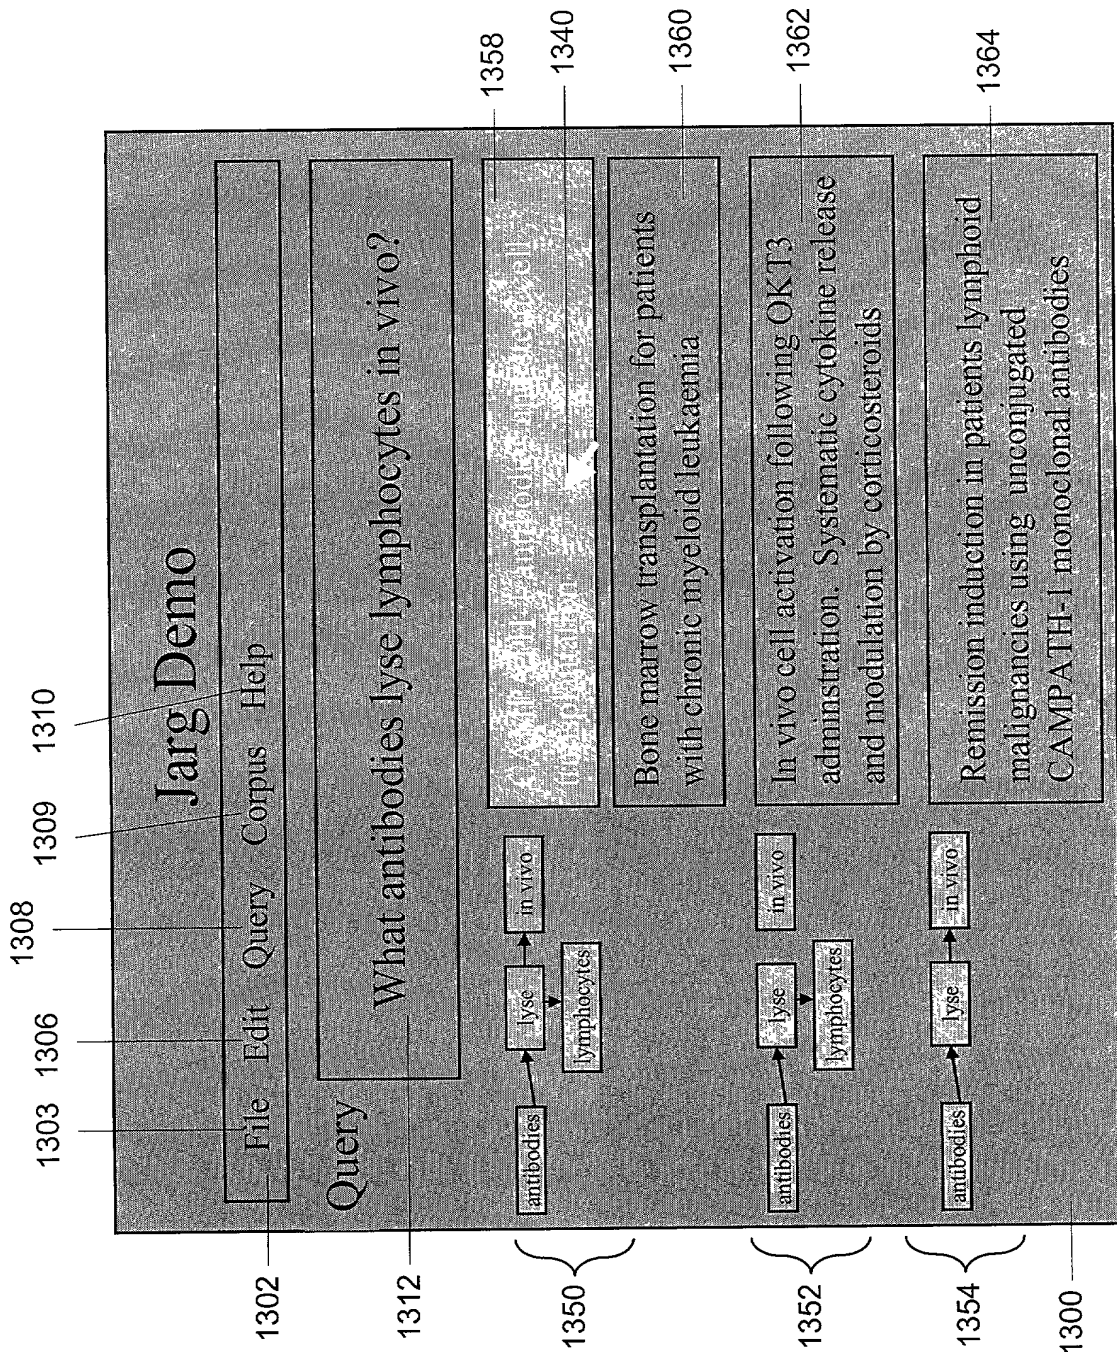 1310
1309
1308
1306
1303
Jarg Demo
File Edit Query Corpus Help
1302
Query
What antibodies lyse lymphocytes in vivo?
1312
antibodies
lyse
in vivo
lymphocytes
1350
1358
1340
Bone marrow transplantation for patients
with chronic myeloid leukaemia
1360
antibodies
lyse
in vivo
lymphocytes
1352
In vivo cell activation following OKT3
adminstration. Systematic cytokine release
and modulation by corticosteroids
1362
antibodies
lyse
in vivo
1354
Remission induction in patients lymphoid
malignancies using unconjugated
CAMPATH-1 monoclonal antibodies
1364
1300